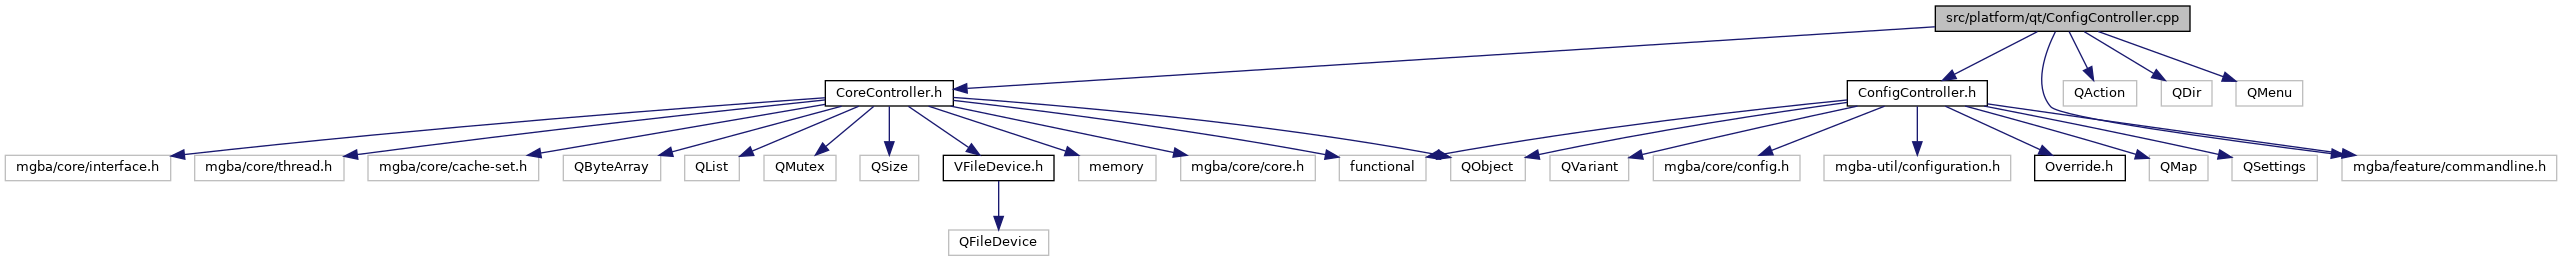 src/platform/qt/ConfigController.cpp
CoreController.h
ConfigController.h
QAction
QDir
QMenu
mgba/core/interface.h
mgba/core/thread.h
mgba/core/cache-set.h
QByteArray
QList
QMutex
QSize
VFileDevice.h
memory
mgba/core/core.h
functional
QObject
QVariant
mgba/core/config.h
mgba-util/configuration.h
Override.h
QMap
QSettings
mgba/feature/commandline.h
QFileDevice